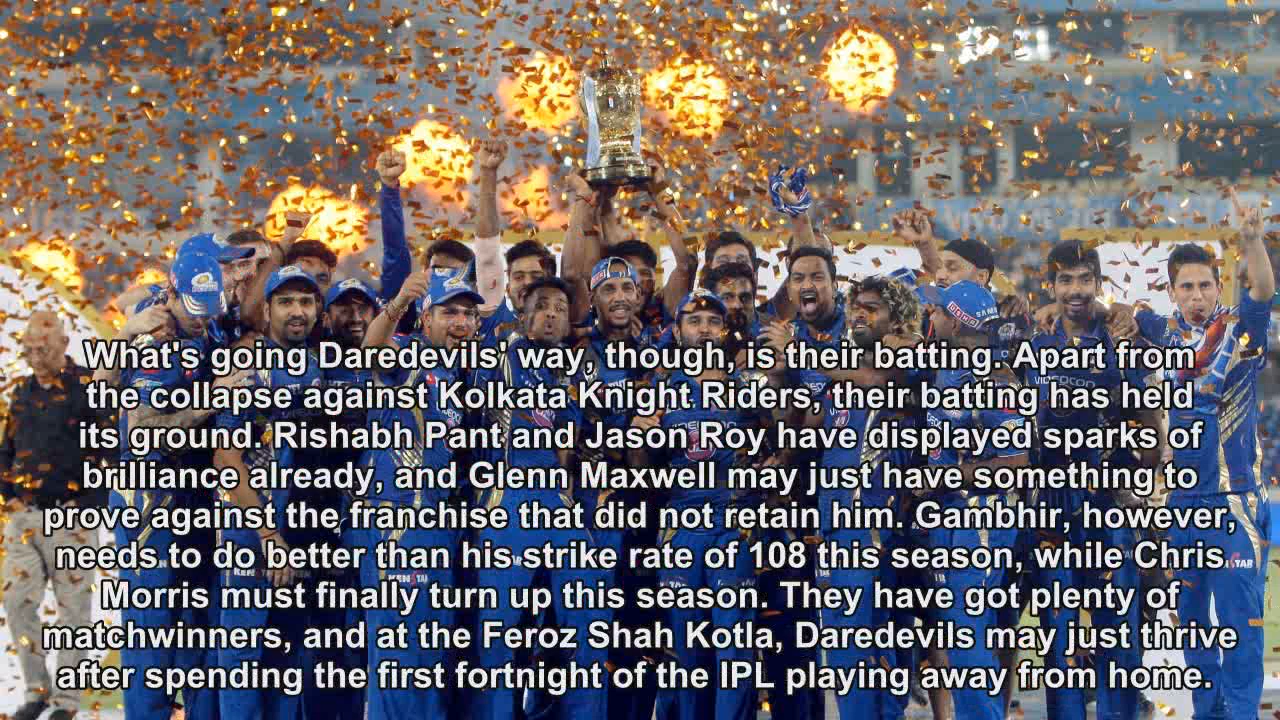 What's going Daredevils' way, though, is their batting. Apart from
the collapse against Kolkata Knight Riders, their batting has held
its ground. Rishabh Pant and Jason Roy have displayed sparks of
brilliance already, and Glenn Maxwell may just have something to
prove against the franchise that did not retain him. Gambhir, however,
needs to do better than his strike rate of 108 this season, while Chris
Morris must finally turn up this season. They have got plenty of
matchwinners, and at the Feroz Shah Kotla, Daredevils may just thrive
after spending the first fortnight of the IPL playing away from home.